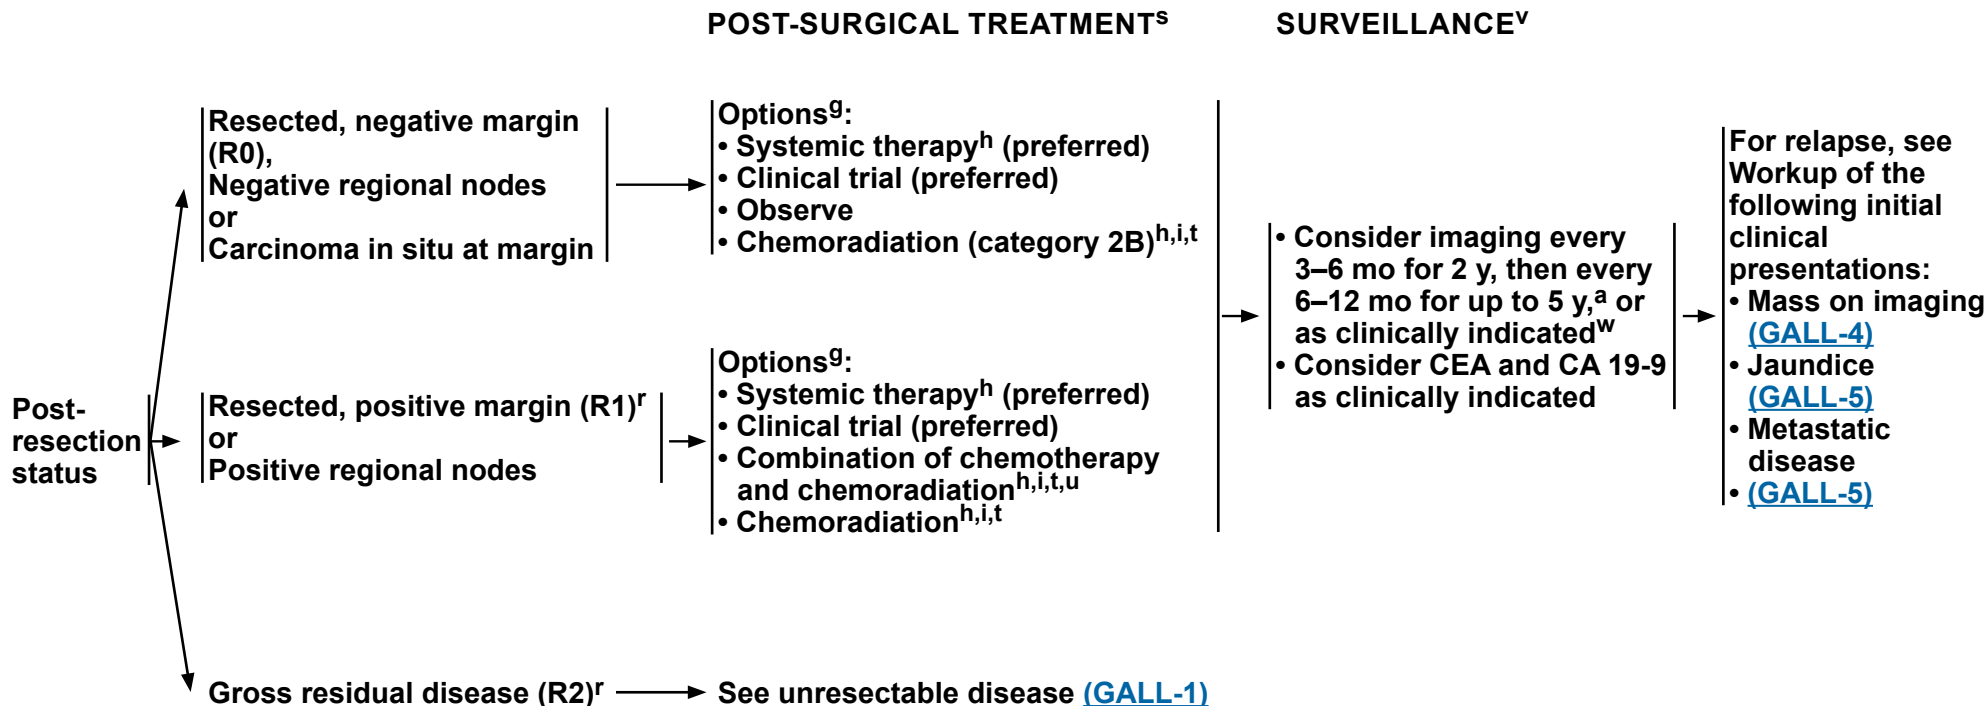 POST-SURGICAL TREATMENTˢ
SURVEILLANCEᵛ
Post-
resection
status
Resected, negative margin
(R0),
Negative regional nodes
or
Carcinoma in situ at margin
Optionsᵍ:
• Systemic therapyʰ (preferred)
• Clinical trial (preferred)
• Observe
• Chemoradiation (category 2B)ʰ,ⁱ,ᵗ
Resected, positive margin (R1)ʳ
or
Positive regional nodes
Optionsᵍ:
• Systemic therapyʰ (preferred)
• Clinical trial (preferred)
• Combination of chemotherapy
and chemoradiationʰ,ⁱ,ᵗ,ᵘ
• Chemoradiationʰ,ⁱ,ᵗ
Gross residual disease (R2)ʳ
See unresectable disease (GALL-1)
• Consider imaging every
3–6 mo for 2 y, then every
6–12 mo for up to 5 y,ᵃ or
as clinically indicatedʷ
• Consider CEA and CA 19-9
as clinically indicated
For relapse, see
Workup of the
following initial
clinical
presentations:
• Mass on imaging
(GALL-4)
• Jaundice
(GALL-5)
• Metastatic
disease
• (GALL-5)